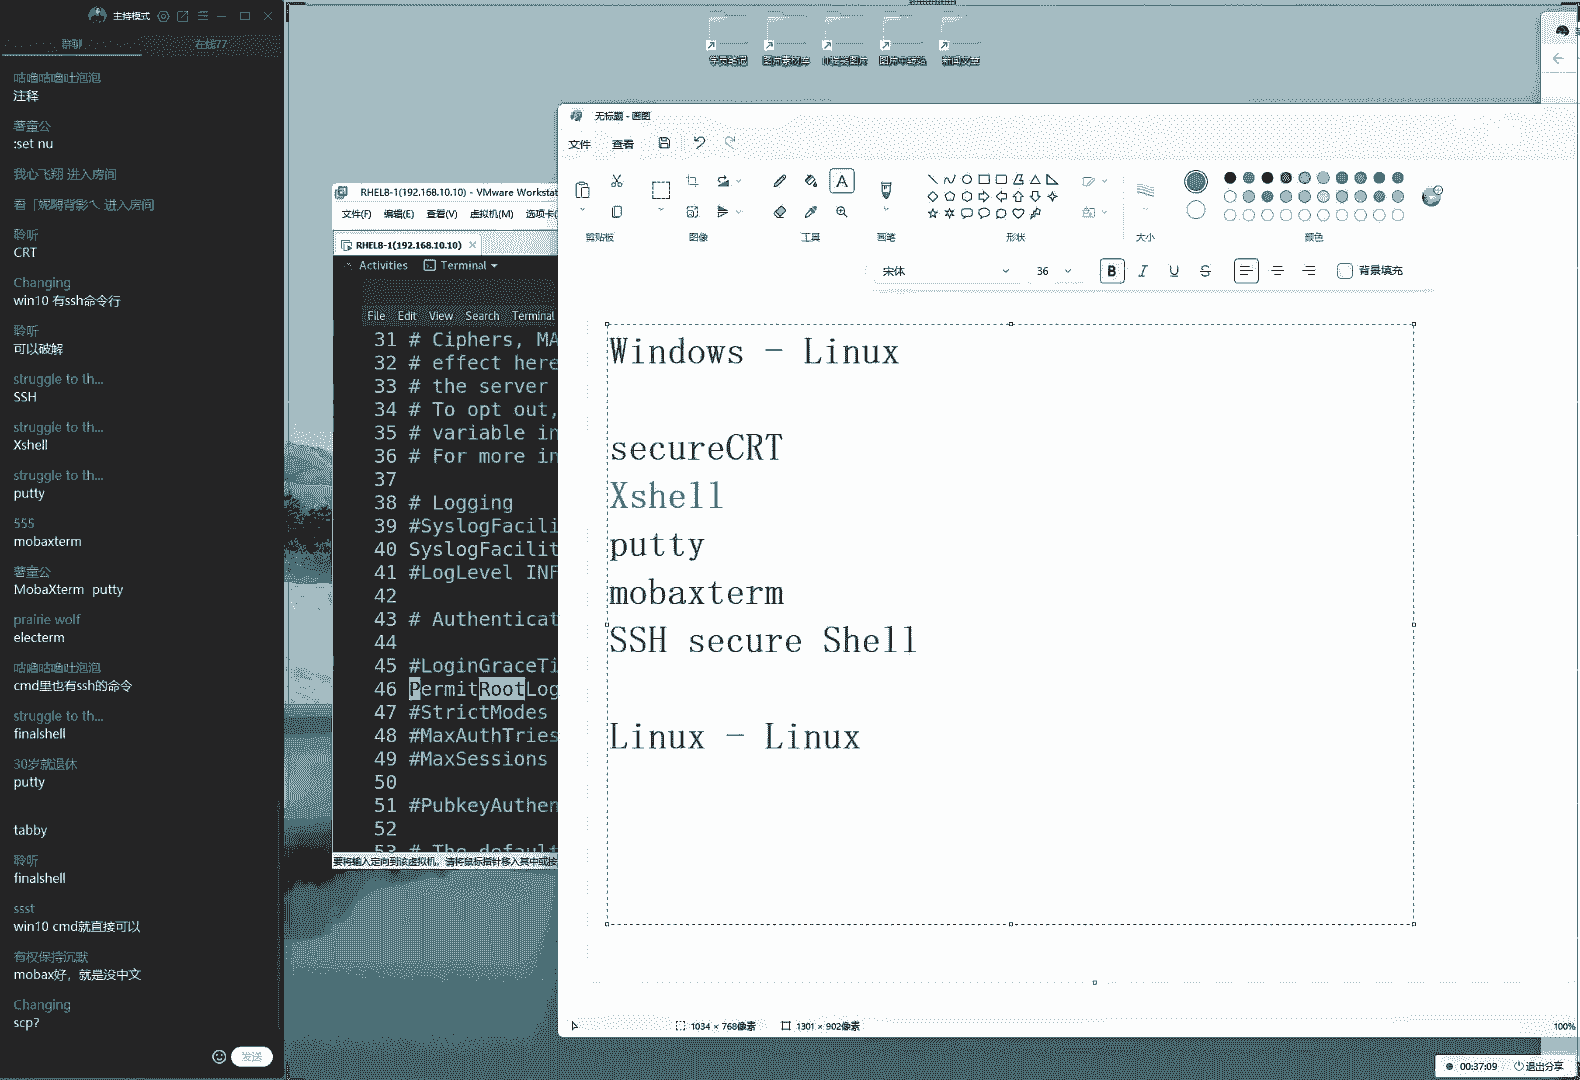 主持模式
群聊
在线77
咕噜咕噜吐泡泡
注释
薯童公
:set nu
我心飞翔 进入房间
看「妮随背影乀 进入房间
聆听
CRT
Changing
win10 有ssh命令行
聆听
可以破解
struggle to th...
SSH
struggle to th...
Xshell
struggle to th...
putty
555
mobaxterm
薯童公
MobaXterm putty
prairie wolf
electerm
咕噜咕噜吐泡泡
cmd里也有ssh的命令
struggle to th...
finalshell
30岁就退休
putty
tabby
聆听
finalshell
ssst
win10 cmd就直接可以
有权保持沉默
mobax好，就是没中文
Changing
scp?
发送
学员笔记
RHEL8-1(192.168.10.10) - VMware Workstat
文件(F) 编辑(E) 查看(V) 虚拟机(M) 选项卡(
RHEL8-1(192.168.10.10)
Activities Terminal
File Edit View Search Terminal
31 # Ciphers, MA
32 # effect here
33 # the server
34 # To opt out,
35 # variable in
36 # For more in
37
38 # Logging
39 #SyslogFacili
40 SyslogFacilit
41 #LogLevel INF
42
43 # Authenticat
44
45 #LoginGraceTi
46 PermitRootLog
47 #StrictModes
48 #MaxAuthTries
49 #MaxSessions
50
51 #PubkeyAuthen
52
53 # The default
要将输入定向到该虚拟机，请将鼠标指针移入其中或按
无标题 - 画图
文件 查看
剪贴板 图像 工具 画笔 形状 大小 颜色
宋体 36 B I U S 背景填充
Windows - Linux
secureCRT
Xshell
putty
mobaxterm
SSH secure Shell
Linux - Linux
1034 × 768像素 1301 × 902像素 100%
00:37:09 退出分享